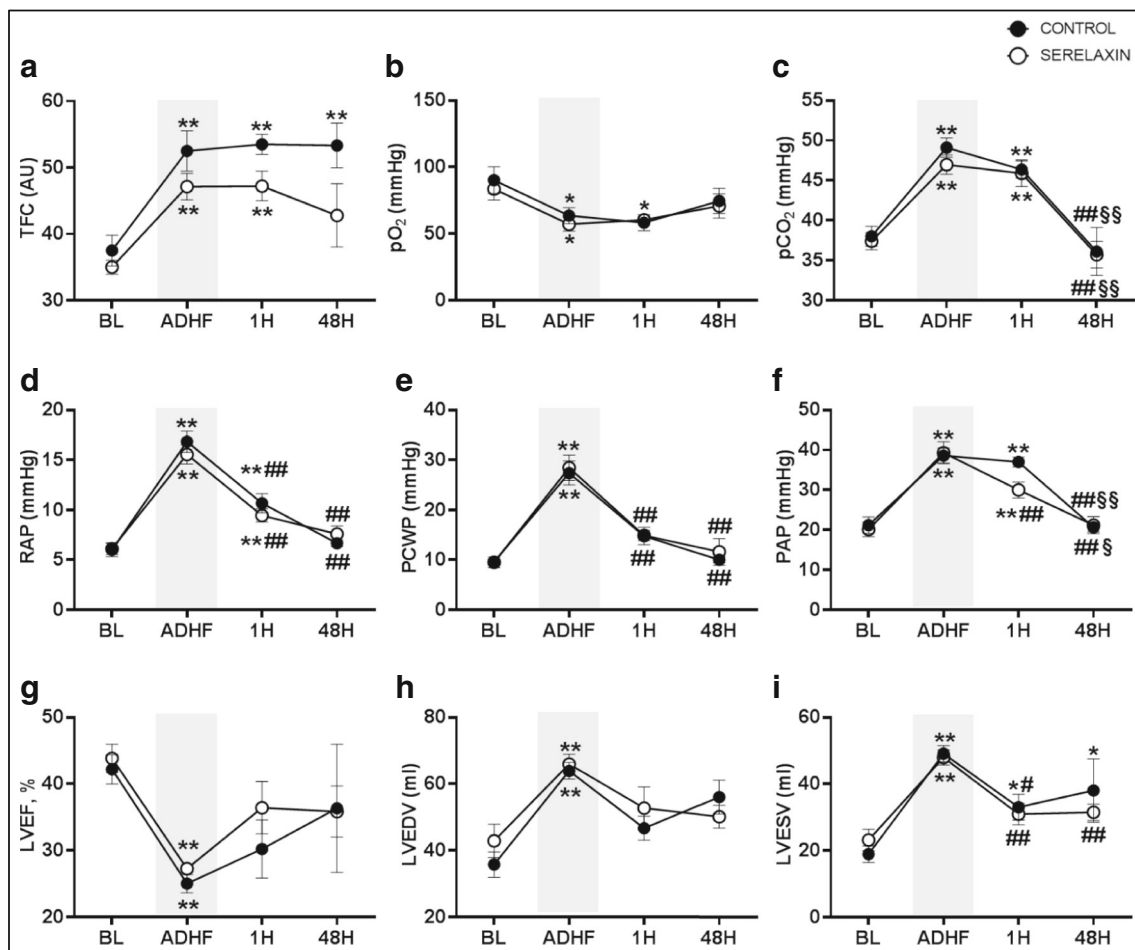 CONTROL
SERELAXIN
a
b
c
60
50
40
30
TFC (AU)
** ** **
** **
BL ADHF 1H 48H
150
100
50
0
pO2 (mmHg)
* *
*
BL ADHF 1H 48H
55
50
45
40
35
30
pCO2 (mmHg)
** **
** **
##§§
##§§
BL ADHF 1H 48H
d
e
f
20
15
10
5
0
RAP (mmHg)
**
**
**##
**##
##
##
BL ADHF 1H 48H
40
30
20
10
0
PCWP (mmHg)
**
**
##
##
##
##
BL ADHF 1H 48H
50
40
30
20
10
0
PAP (mmHg)
** **
**
**##
##§§
##§
BL ADHF 1H 48H
g
h
i
50
40
30
20
LVEF, %
**
**
BL ADHF 1H 48H
80
60
40
20
LVEDV (ml)
**
**
BL ADHF 1H 48H
60
40
20
0
LVESV (ml)
**
**
*#
##
*
##
BL ADHF 1H 48H